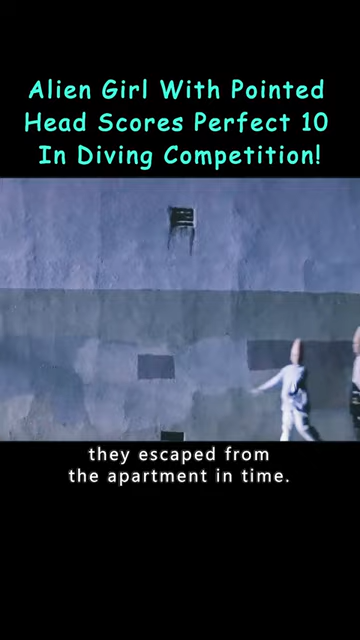 Alien Girl With Pointed
Head Scores Perfect 10
In Diving Competition!
they escaped from
the apartment in time.